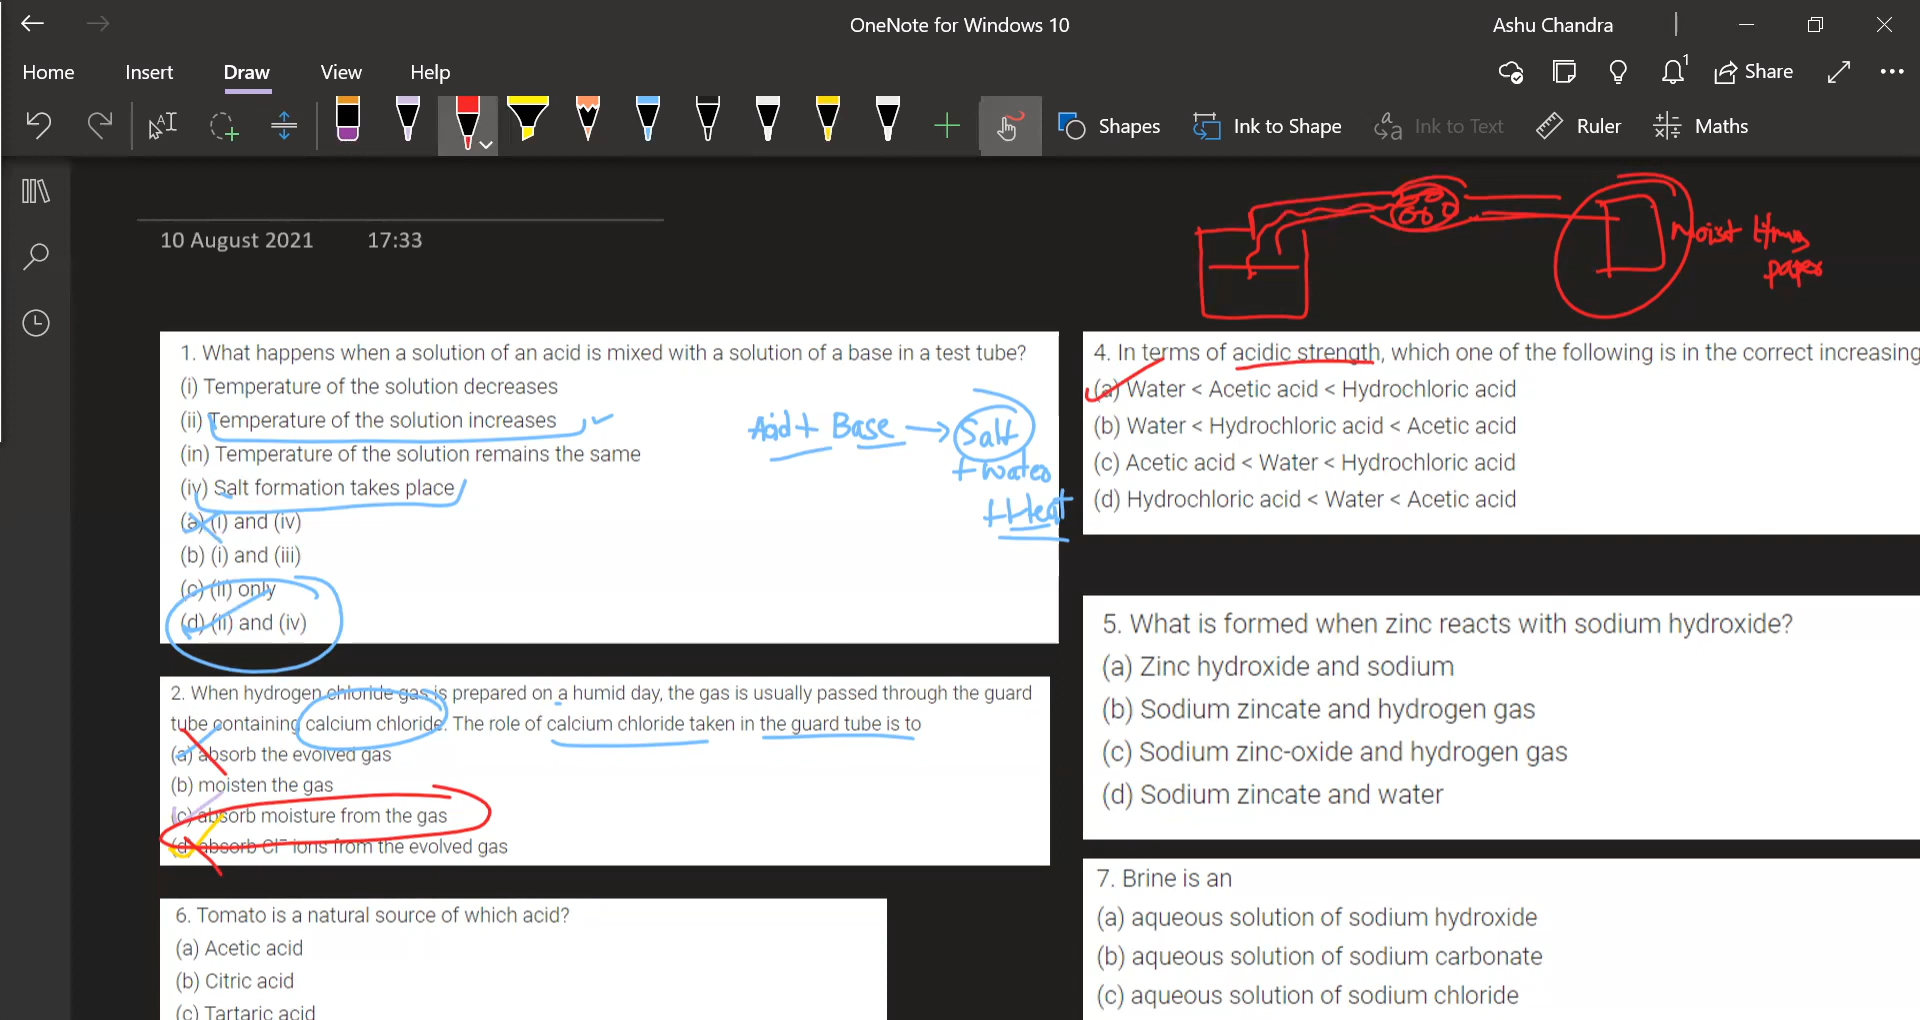 OneNote for Windows 10
Ashu Chandra
Home Insert Draw View Help
1 Share
Shapes Ink to Shape Ink to Text Ruler Maths
10 August 2021 17:33
Moist
paper
1. What happens when a solution of an acid is mixed with a solution of a base in a test tube?
(i) Temperature of the solution decreases
(ii) Temperature of the solution increases
(in) Temperature of the solution remains the same
(iv) Salt formation takes place
(a) (i) and (iv)
(b) (i) and (iii)
(c) (ii) only
(d) (ii) and (iv)
Acid + Base → Salt
+ water
+ Heat
2. When hydrogen chloride gas is prepared on a humid day, the gas is usually passed through the guard
tube containing calcium chloride. The role of calcium chloride taken in the guard tube is to
(a) absorb the evolved gas
(b) moisten the gas
(c) absorb moisture from the gas
(d) absorb Cl⁻ ions from the evolved gas
6. Tomato is a natural source of which acid?
(a) Acetic acid
(b) Citric acid
(c) Tartaric acid
4. In terms of acidic strength, which one of the following is in the correct increasing
(a) Water < Acetic acid < Hydrochloric acid
(b) Water < Hydrochloric acid < Acetic acid
(c) Acetic acid < Water < Hydrochloric acid
(d) Hydrochloric acid < Water < Acetic acid
5. What is formed when zinc reacts with sodium hydroxide?
(a) Zinc hydroxide and sodium
(b) Sodium zincate and hydrogen gas
(c) Sodium zinc-oxide and hydrogen gas
(d) Sodium zincate and water
7. Brine is an
(a) aqueous solution of sodium hydroxide
(b) aqueous solution of sodium carbonate
(c) aqueous solution of sodium chloride